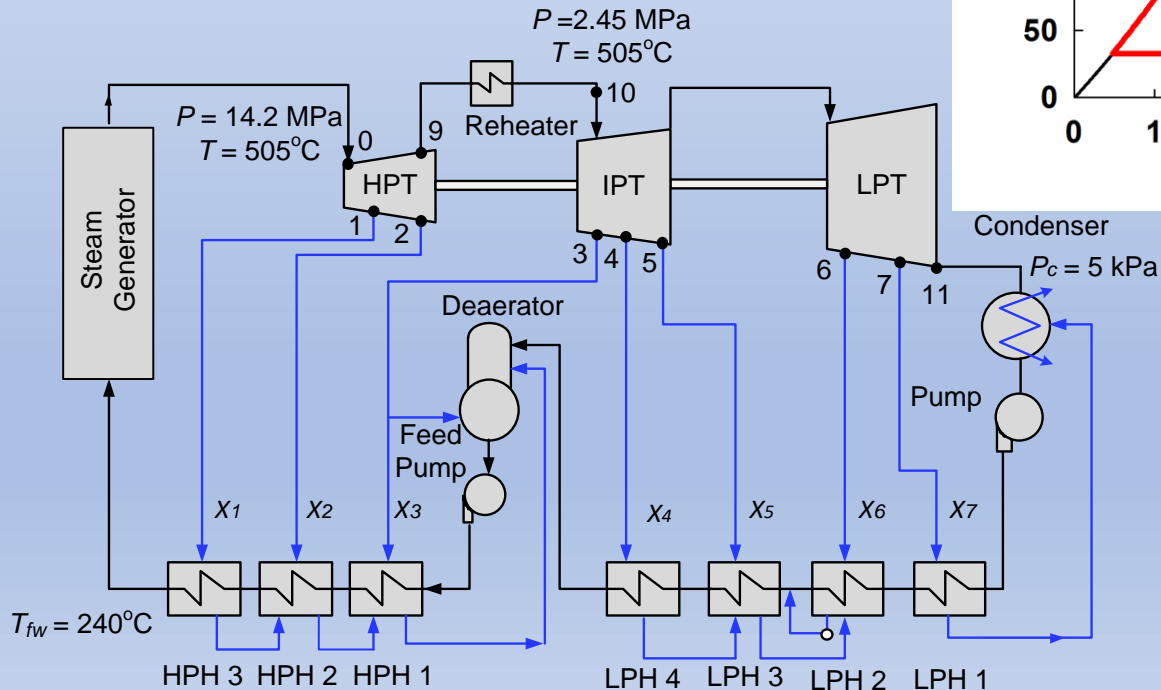 P =2.45 MPa
T = 505°C
50
0
0
1
10
9
Reheater
P = 14.2 MPa
T = 505°C
0
Steam
Generator
HPT
IPT
LPT
1
2
3
4
5
6
7
11
Condenser
Pc = 5 kPa
Deaerator
Pump
Feed
Pump
X1
X2
X3
X4
X5
X6
X7
Tfw = 240°C
HPH 3
HPH 2
HPH 1
LPH 4
LPH 3
LPH 2
LPH 1